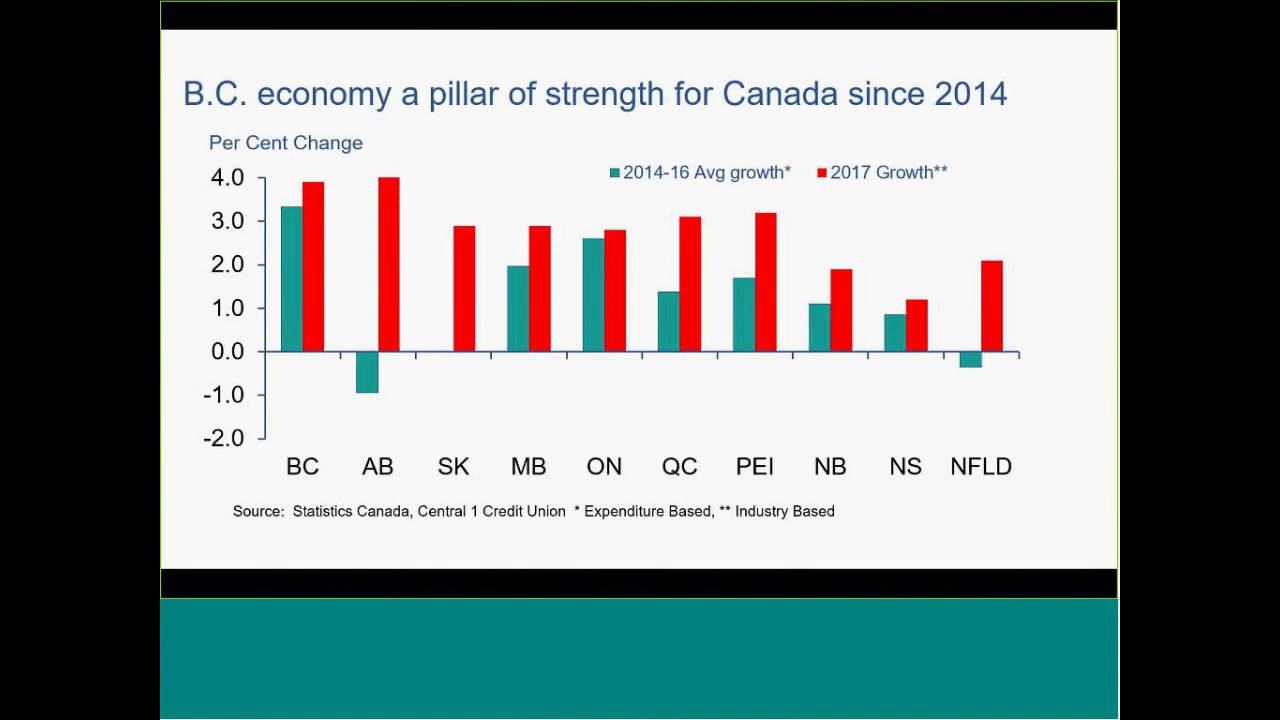 B.C. economy a pillar of strength for Canada since 2014
Per Cent Change
2014-16 Avg growth* 2017 Growth**
4.0
3.0
2.0
1.0
0.0
-1.0
-2.0
BC AB SK MB ON QC PEI NB NS NFLD
Source: Statistics Canada, Central 1 Credit Union * Expenditure Based, ** Industry Based